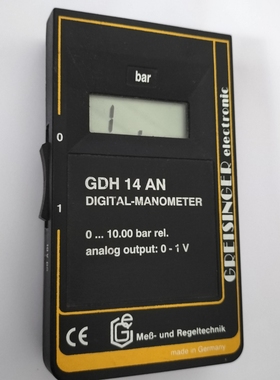 bar
1.
0
1
GDH 14 AN
DIGITAL-MANOMETER
0 ... 10.00 bar rel.
analog output: 0 - 1 V
GREISINGER electronic
CE
Meß- und Regeltechnik
made in Germany